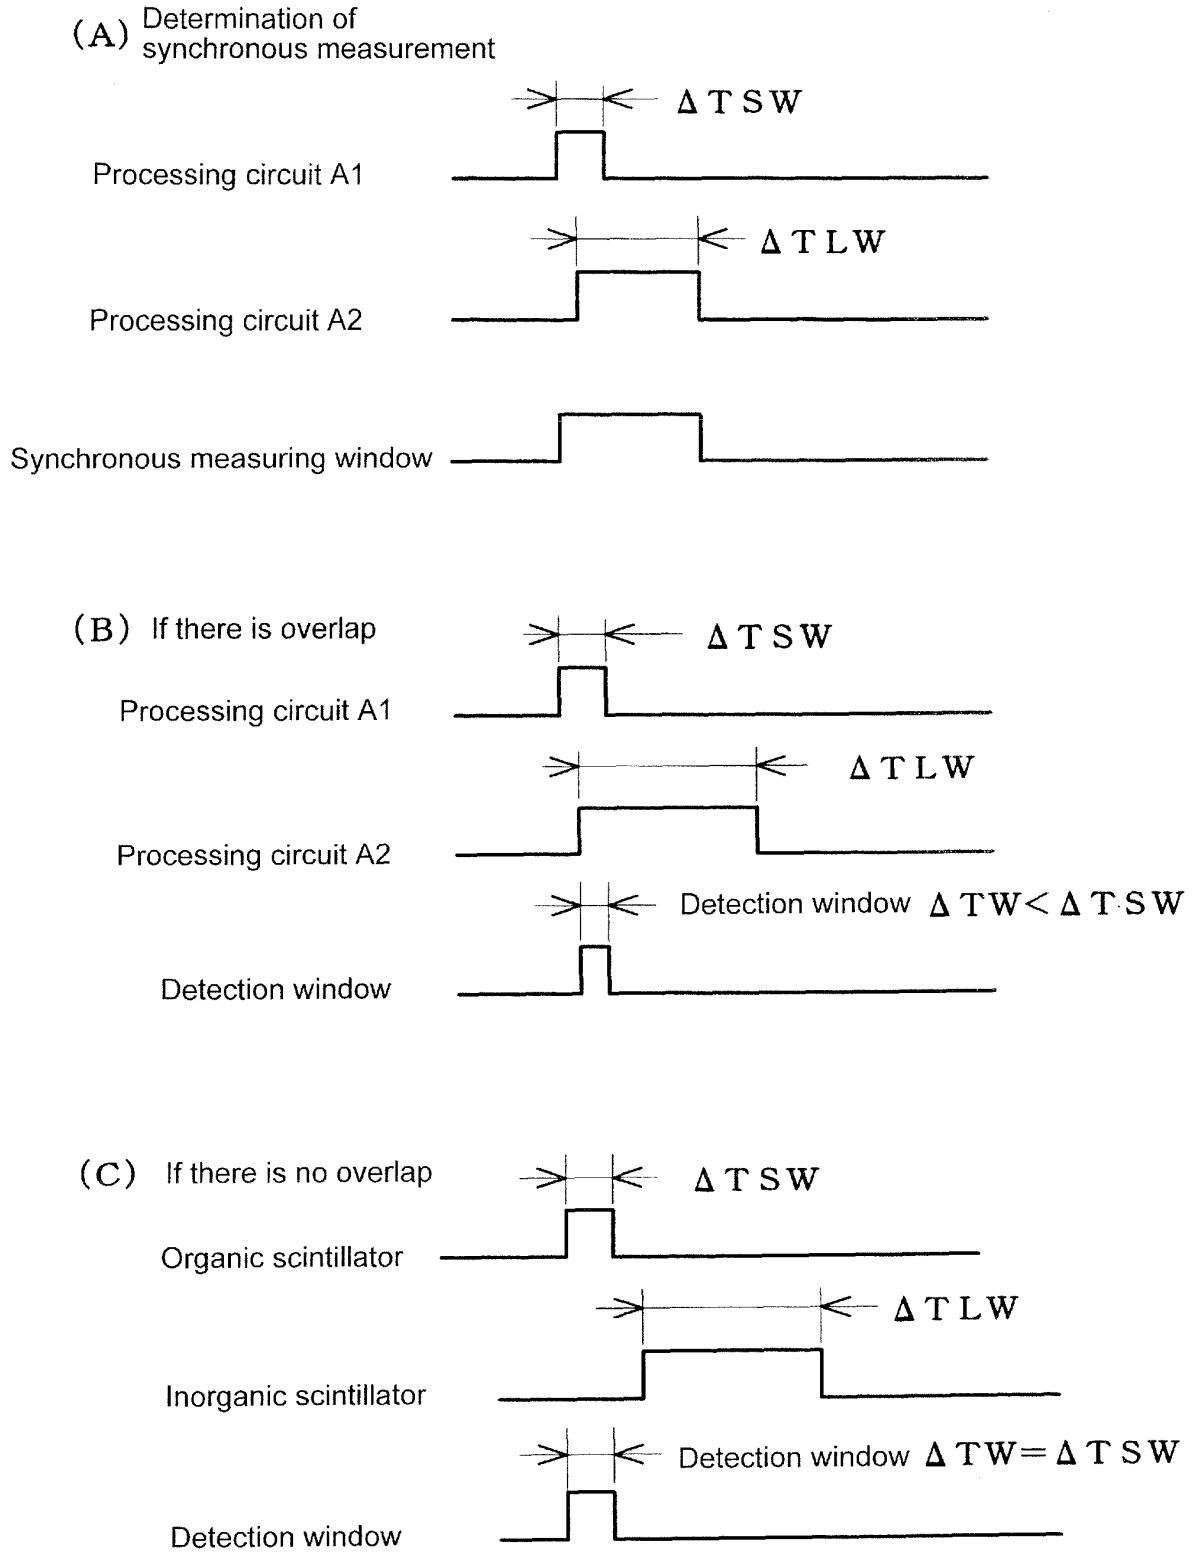 (A) Determination of
synchronous measurement
ΔTSW
Processing circuit A1
ΔTLW
Processing circuit A2
Synchronous measuring window
(B) If there is overlap
ΔTSW
Processing circuit A1
ΔTLW
Processing circuit A2
Detection window ΔTW<ΔTSW
Detection window
(C) If there is no overlap
ΔTSW
Organic scintillator
ΔTLW
Inorganic scintillator
Detection window ΔTW=ΔTSW
Detection window